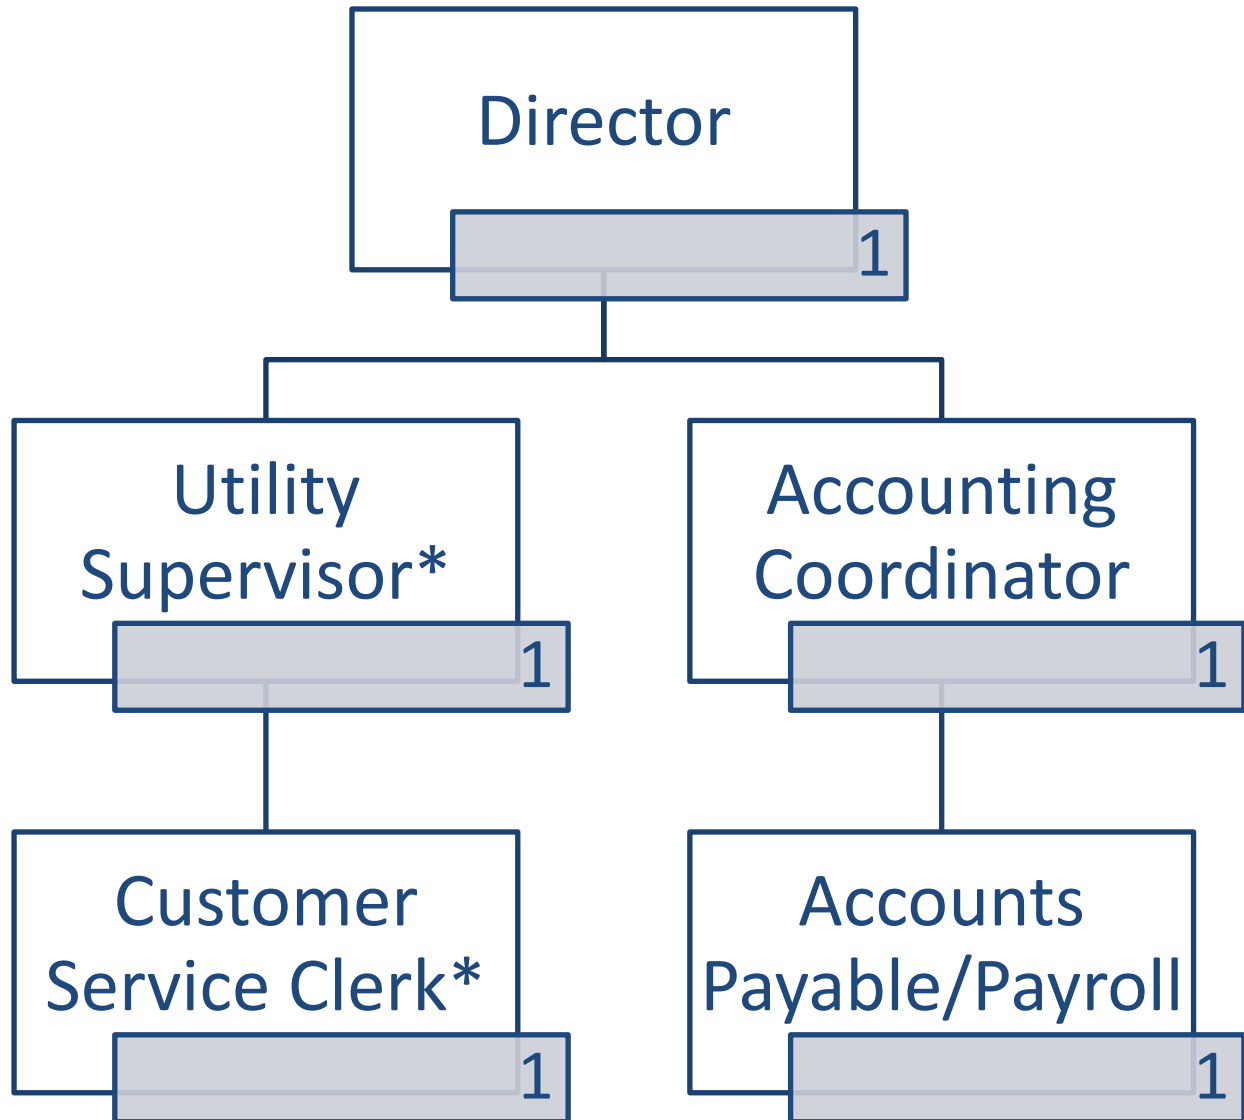 Director
1
Utility
Supervisor*
1
Accounting
Coordinator
1
Customer
Service Clerk*
1
Accounts
Payable/Payroll
1